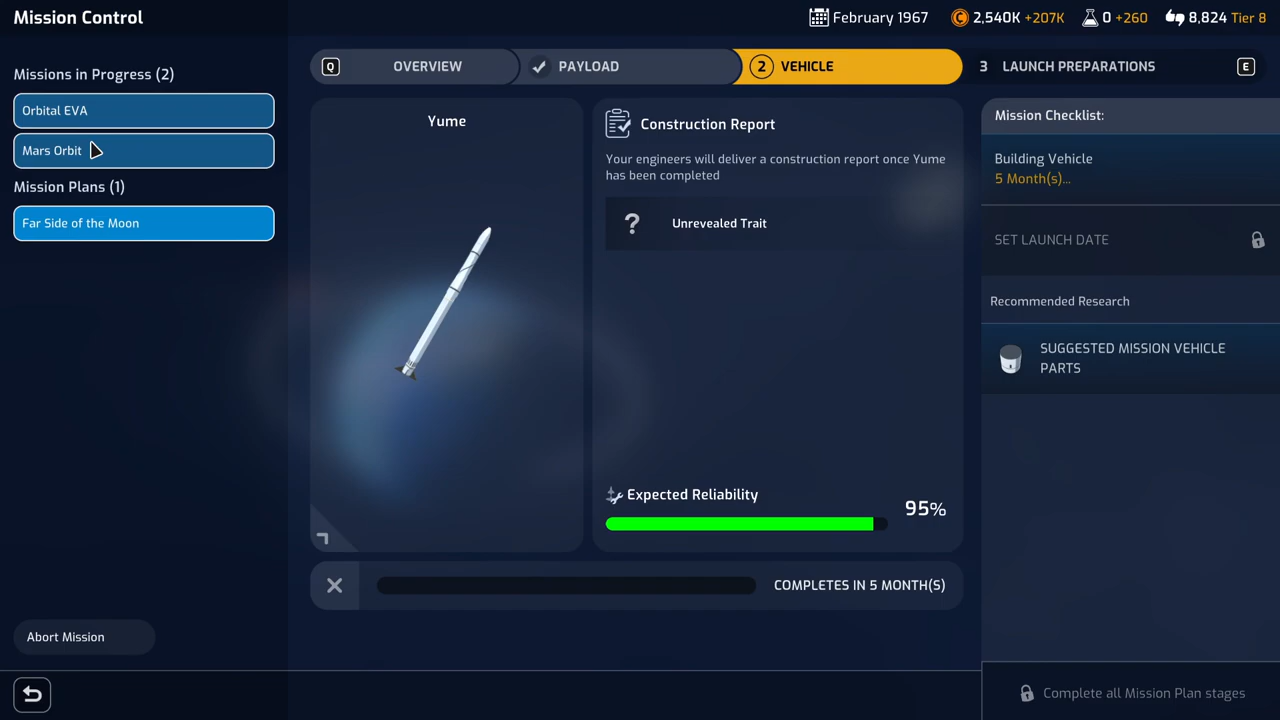 Mission Control
February 1967
2,540K +207K
0 +260
8,824 Tier 8
Missions in Progress (2)
Orbital EVA
Mars Orbit
Mission Plans (1)
Far Side of the Moon
Abort Mission
Q
OVERVIEW
PAYLOAD
2 VEHICLE
3 LAUNCH PREPARATIONS
E
Yume
Construction Report
Your engineers will deliver a construction report once Yume
has been completed
?
Unrevealed Trait
Expected Reliability
95%
COMPLETES IN 5 MONTH(S)
Mission Checklist:
Building Vehicle
5 Month(s)...
SET LAUNCH DATE
Recommended Research
SUGGESTED MISSION VEHICLE
PARTS
Complete all Mission Plan stages